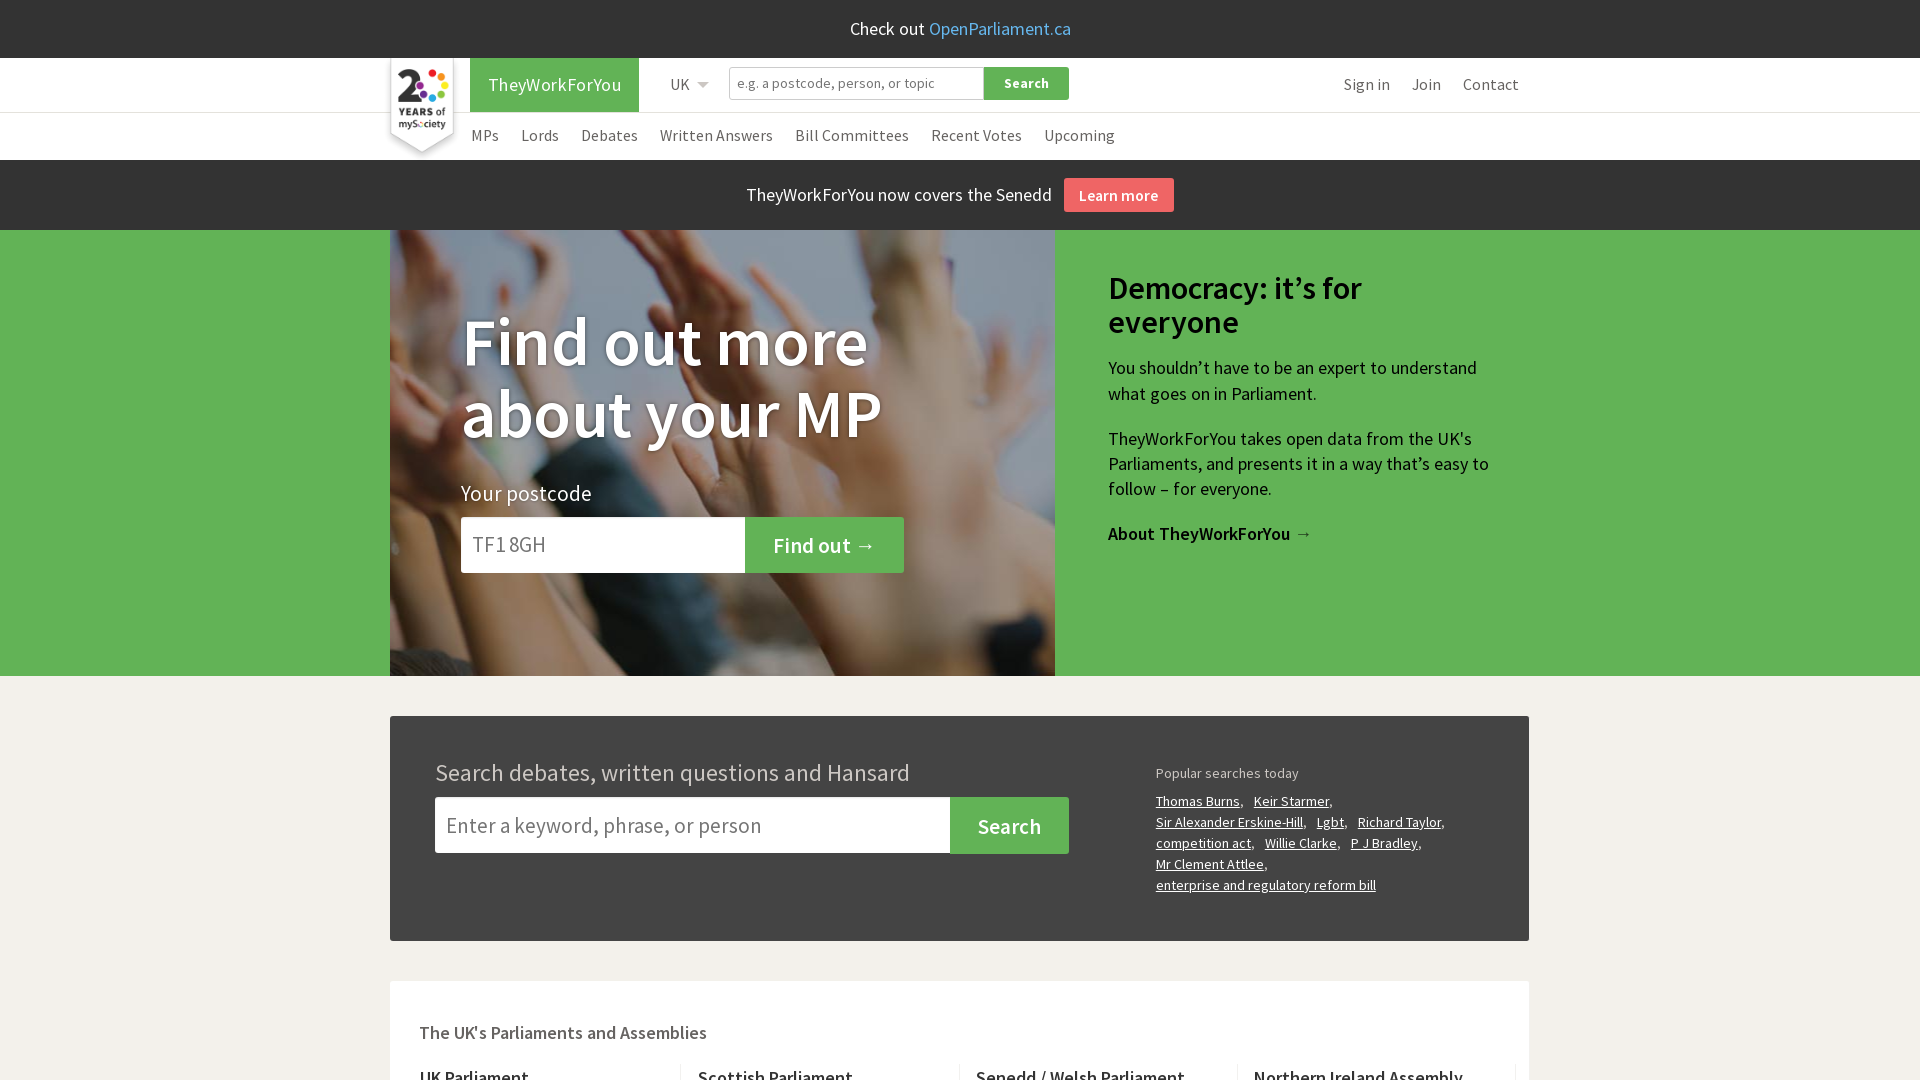 Check out OpenParliament.ca
20
YEARS of
mySociety
TheyWorkForYou
UK
e.g. a postcode, person, or topic
Search
Sign in
Join
Contact
MPs
Lords
Debates
Written Answers
Bill Committees
Recent Votes
Upcoming
TheyWorkForYou now covers the Senedd
Learn more
Find out more
about your MP
Your postcode
TF1 8GH
Find out →
Democracy: it’s for
everyone
You shouldn’t have to be an expert to understand
what goes on in Parliament.
TheyWorkForYou takes open data from the UK's
Parliaments, and presents it in a way that’s easy to
follow – for everyone.
About TheyWorkForYou →
Search debates, written questions and Hansard
Enter a keyword, phrase, or person
Search
Popular searches today
Thomas Burns, Keir Starmer,
Sir Alexander Erskine-Hill, Lgbt, Richard Taylor,
competition act, Willie Clarke, P J Bradley,
Mr Clement Attlee,
enterprise and regulatory reform bill
The UK's Parliaments and Assemblies
UK Parliament
Scottish Parliament
Senedd / Welsh Parliament
Northern Ireland Assembly